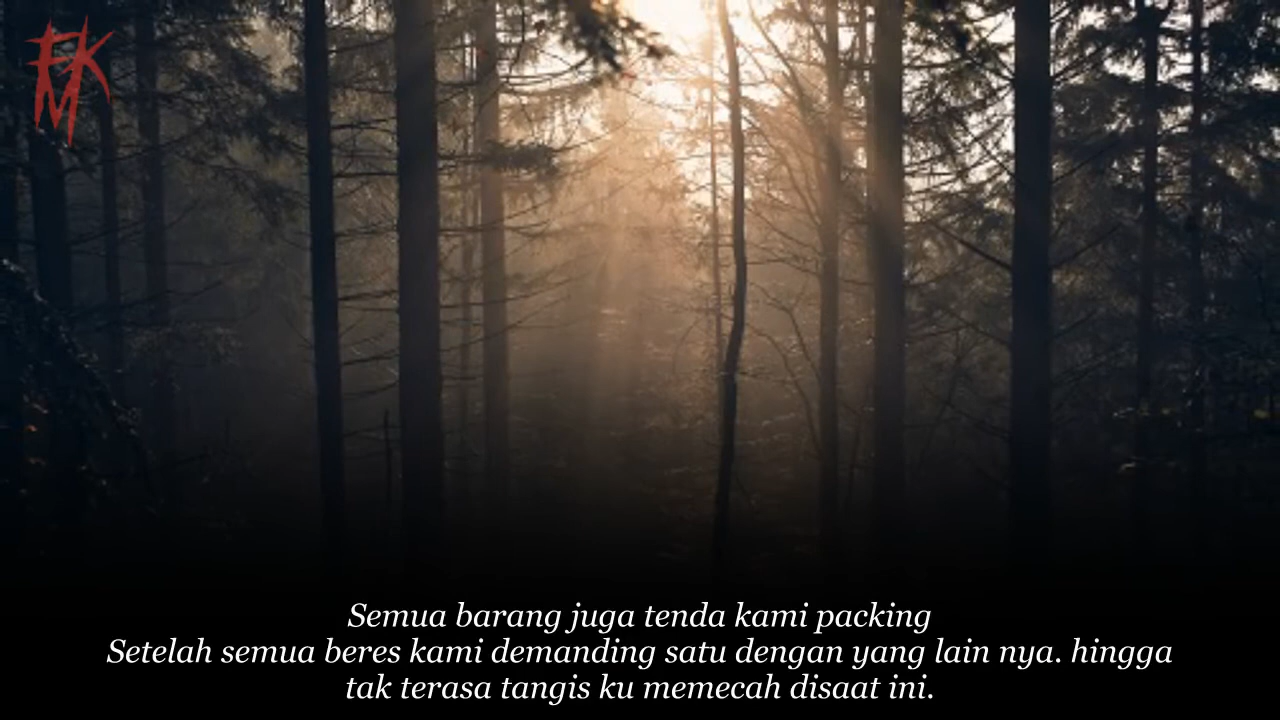 FKM
Semua barang juga tenda kami packing
Setelah semua beres kami demanding satu dengan yang lain nya. hingga
tak terasa tangis ku memecah disaat ini.